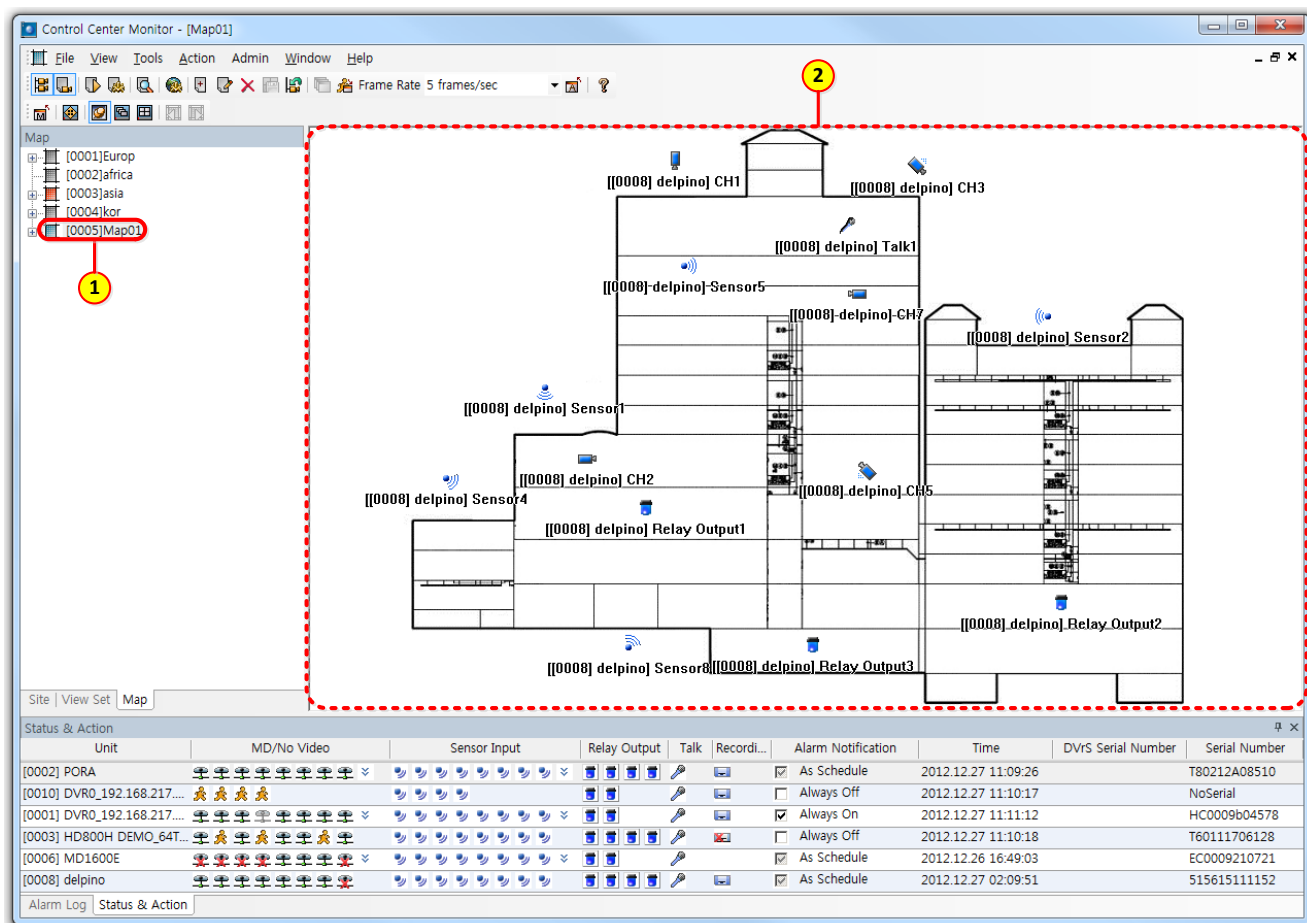 Control Center Monitor - [Map01]
File View Tools Action Admin Window Help
Frame Rate 5 frames/sec
2
Map
[0001]Europ
[0002]africa
[0003]asia
[0004]kor
[0005]Map01
1
[[0008] delpino] CH1
[[0008] delpino] CH3
[[0008] delpino] Talk1
[[0008] delpino] Sensor5
[[0008] delpino] CH7
[[0008] delpino] Sensor2
[[0008] delpino] Sensor1
[[0008] delpino] CH2
[[0008] delpino] CH5
[[0008] delpino] Sensor4
[[0008] delpino] Relay Output1
[[0008] delpino] Relay Output2
[[0008] delpino] Sensor8
[[0008] delpino] Relay Output3
Site | View Set | Map
Status & Action
Unit MD/No Video Sensor Input Relay Output Talk Recordi... Alarm Notification Time DVrS Serial Number Serial Number
[0002] PORA As Schedule 2012.12.27 11:09:26 T80212A08510
[0010] DVR0_192.168.217.... Always Off 2012.12.27 11:10:17 NoSerial
[0001] DVR0_192.168.217.... Always On 2012.12.27 11:11:12 HC0009b04578
[0003] HD800H DEMO_64T... Always Off 2012.12.27 11:10:18 T60111706128
[0006] MD1600E As Schedule 2012.12.26 16:49:03 EC0009210721
[0008] delpino As Schedule 2012.12.27 02:09:51 515615111152
Alarm Log | Status & Action